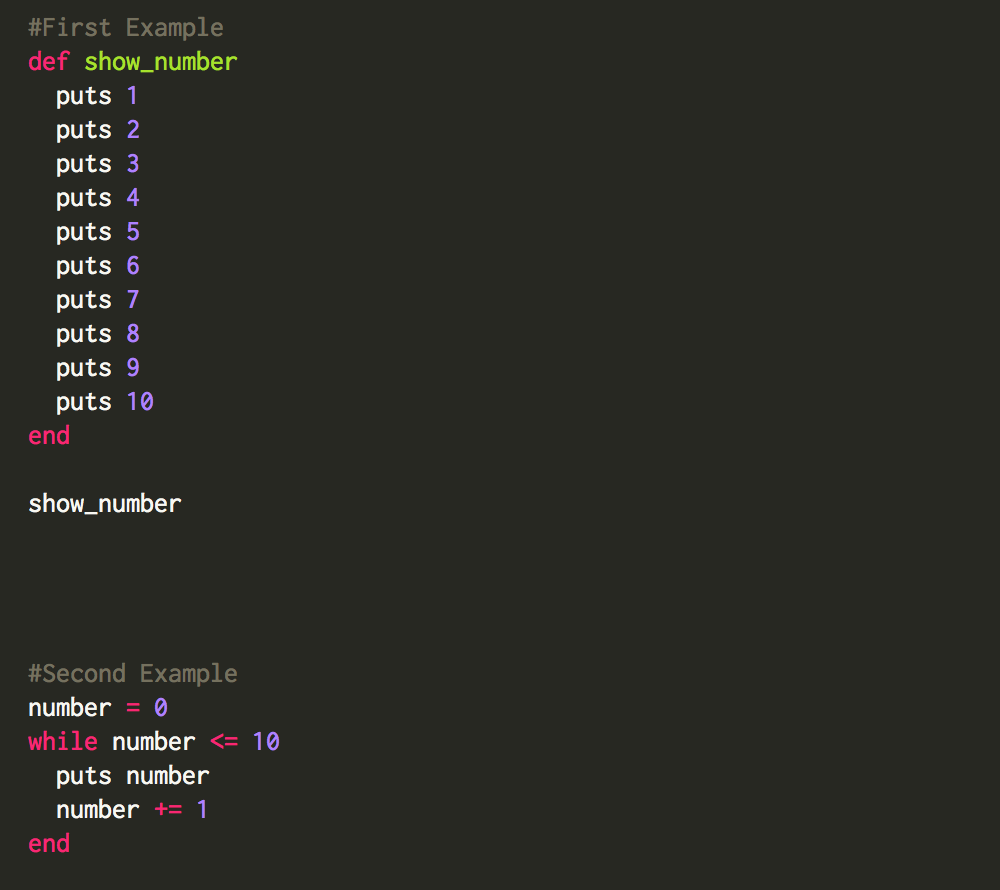 #First Example
def show_number
  puts 1
  puts 2
  puts 3
  puts 4
  puts 5
  puts 6
  puts 7
  puts 8
  puts 9
  puts 10
end
show_number
#Second Example
number = 0
while number <= 10
  puts number
  number += 1
end